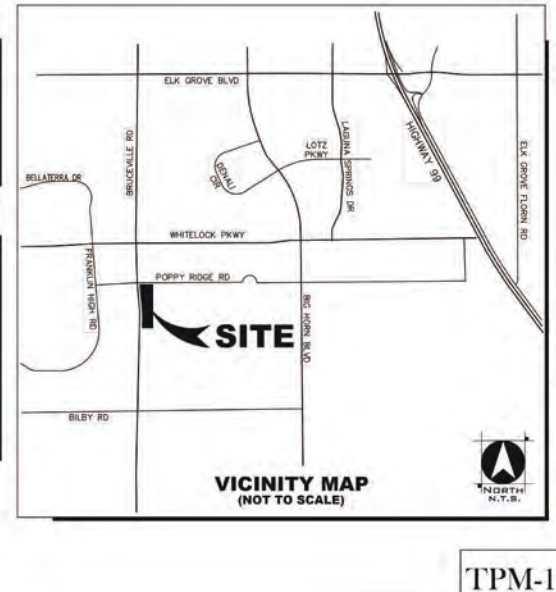 ELK GROVE BLVD
BRUCEVILLE RD
BELLATERRA DR
DENALI
CIR
LOTZ
PKWY
LAGUNA SPRINGS DR
HIGHWAY 99
ELK GROVE FLORIN RD
WHITELOCK PKWY
FRANKLIN HIGH RD
POPPY RIDGE RD
SITE
BIG HORN BLVD
BILBY RD
VICINITY MAP
(NOT TO SCALE)
NORTH
N.T.S.
TPM-1